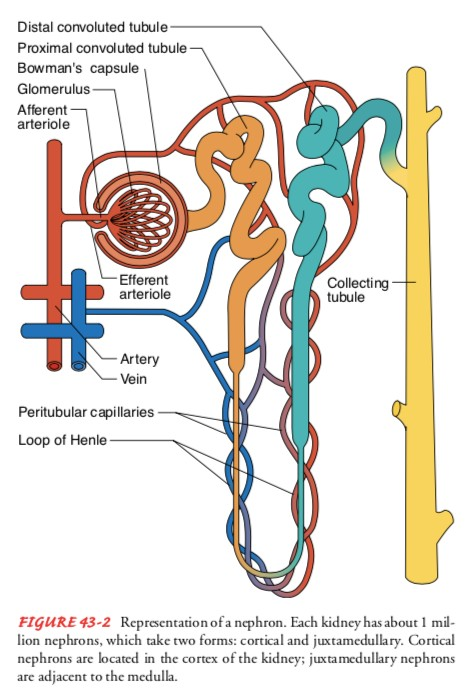 Distal convoluted tubule
Proximal convoluted tubule
Bowman's capsule
Glomerulus
Afferent
arteriole
Efferent
arteriole
Collecting
tubule
Artery
Vein
Peritubular capillaries
Loop of Henle
FIGURE 43-2 Representation of a nephron. Each kidney has about 1 mil-
lion nephrons, which take two forms: cortical and juxtamedullary. Cortical
nephrons are located in the cortex of the kidney; juxtamedullary nephrons
are adjacent to the medulla.